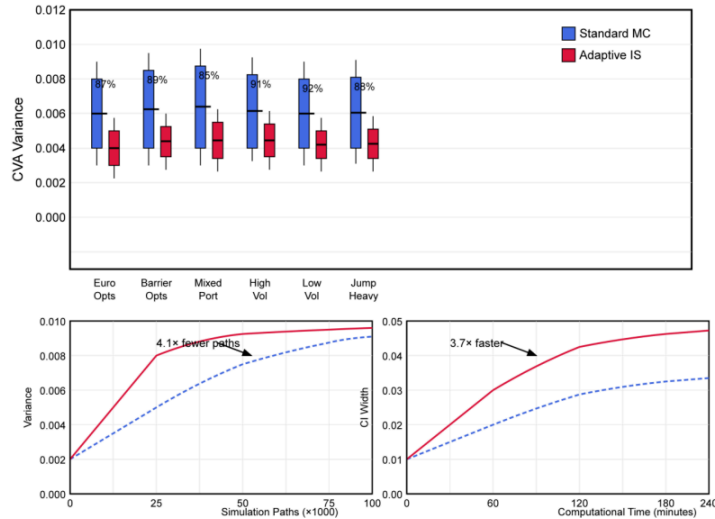 0.012
Standard MC
0.010
Adaptive IS
0.008
87%
89%
85%
91%
92%
88%
0.006
0.004
0.002
0.000
CVA Variance
Euro
Opts
Barrier
Opts
Mixed
Port
High
Vol
Low
Vol
Jump
Heavy
0.010
0.008
0.006
0.004
0.002
0.000
Variance
4.1× fewer paths
0
25
50
75
100
Simulation Paths (×1000)
0.05
0.04
0.03
0.02
0.01
0.00
CI Width
3.7× faster
0
60
120
180
240
Computational Time (minutes)